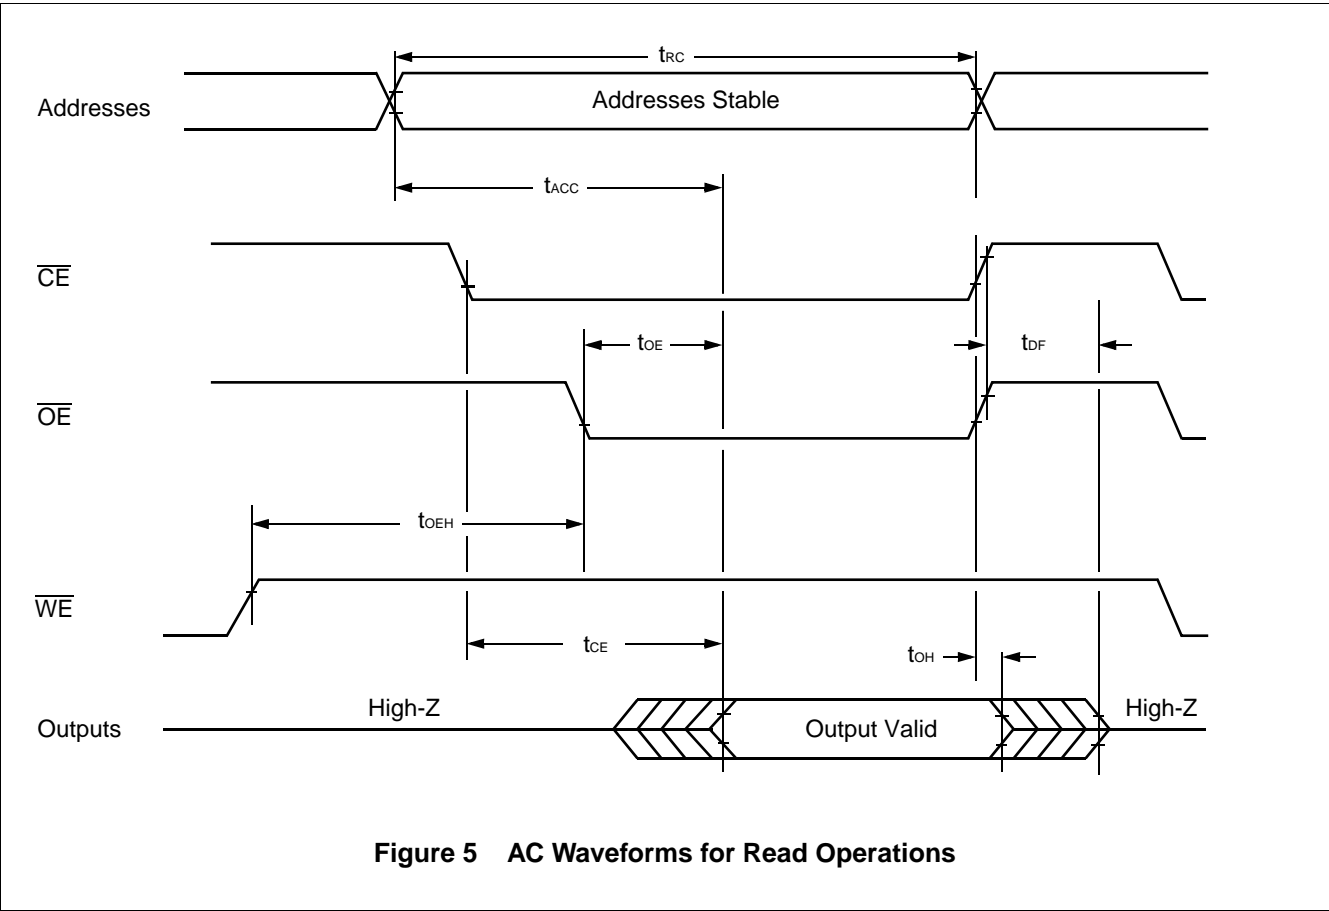 tRC
Addresses
Addresses Stable
tACC
CE
tOE
tDF
OE
tOEH
WE
tCE
tOH
High-Z
High-Z
Outputs
Output Valid
Figure 5 AC Waveforms for Read Operations